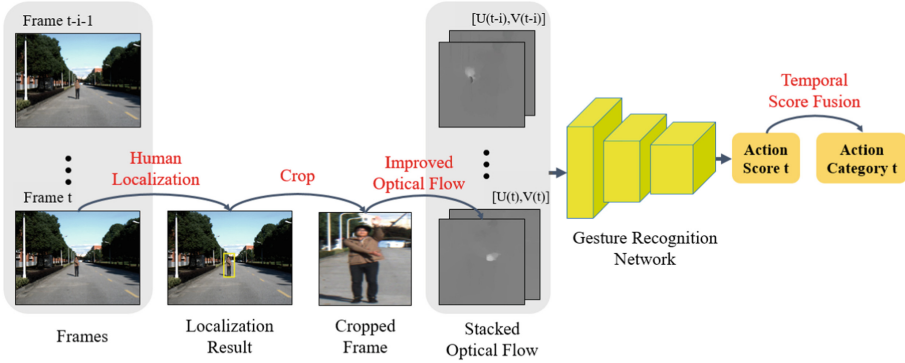 Frame t-i-1
[U(t-i),V(t-i)]
Temporal
Score Fusion
Human
Localization
Crop
Improved
Optical Flow
Action
Score t
Action
Category t
Frame t
[U(t),V(t)]
Gesture Recognition
Network
Frames
Localization
Result
Cropped
Frame
Stacked
Optical Flow